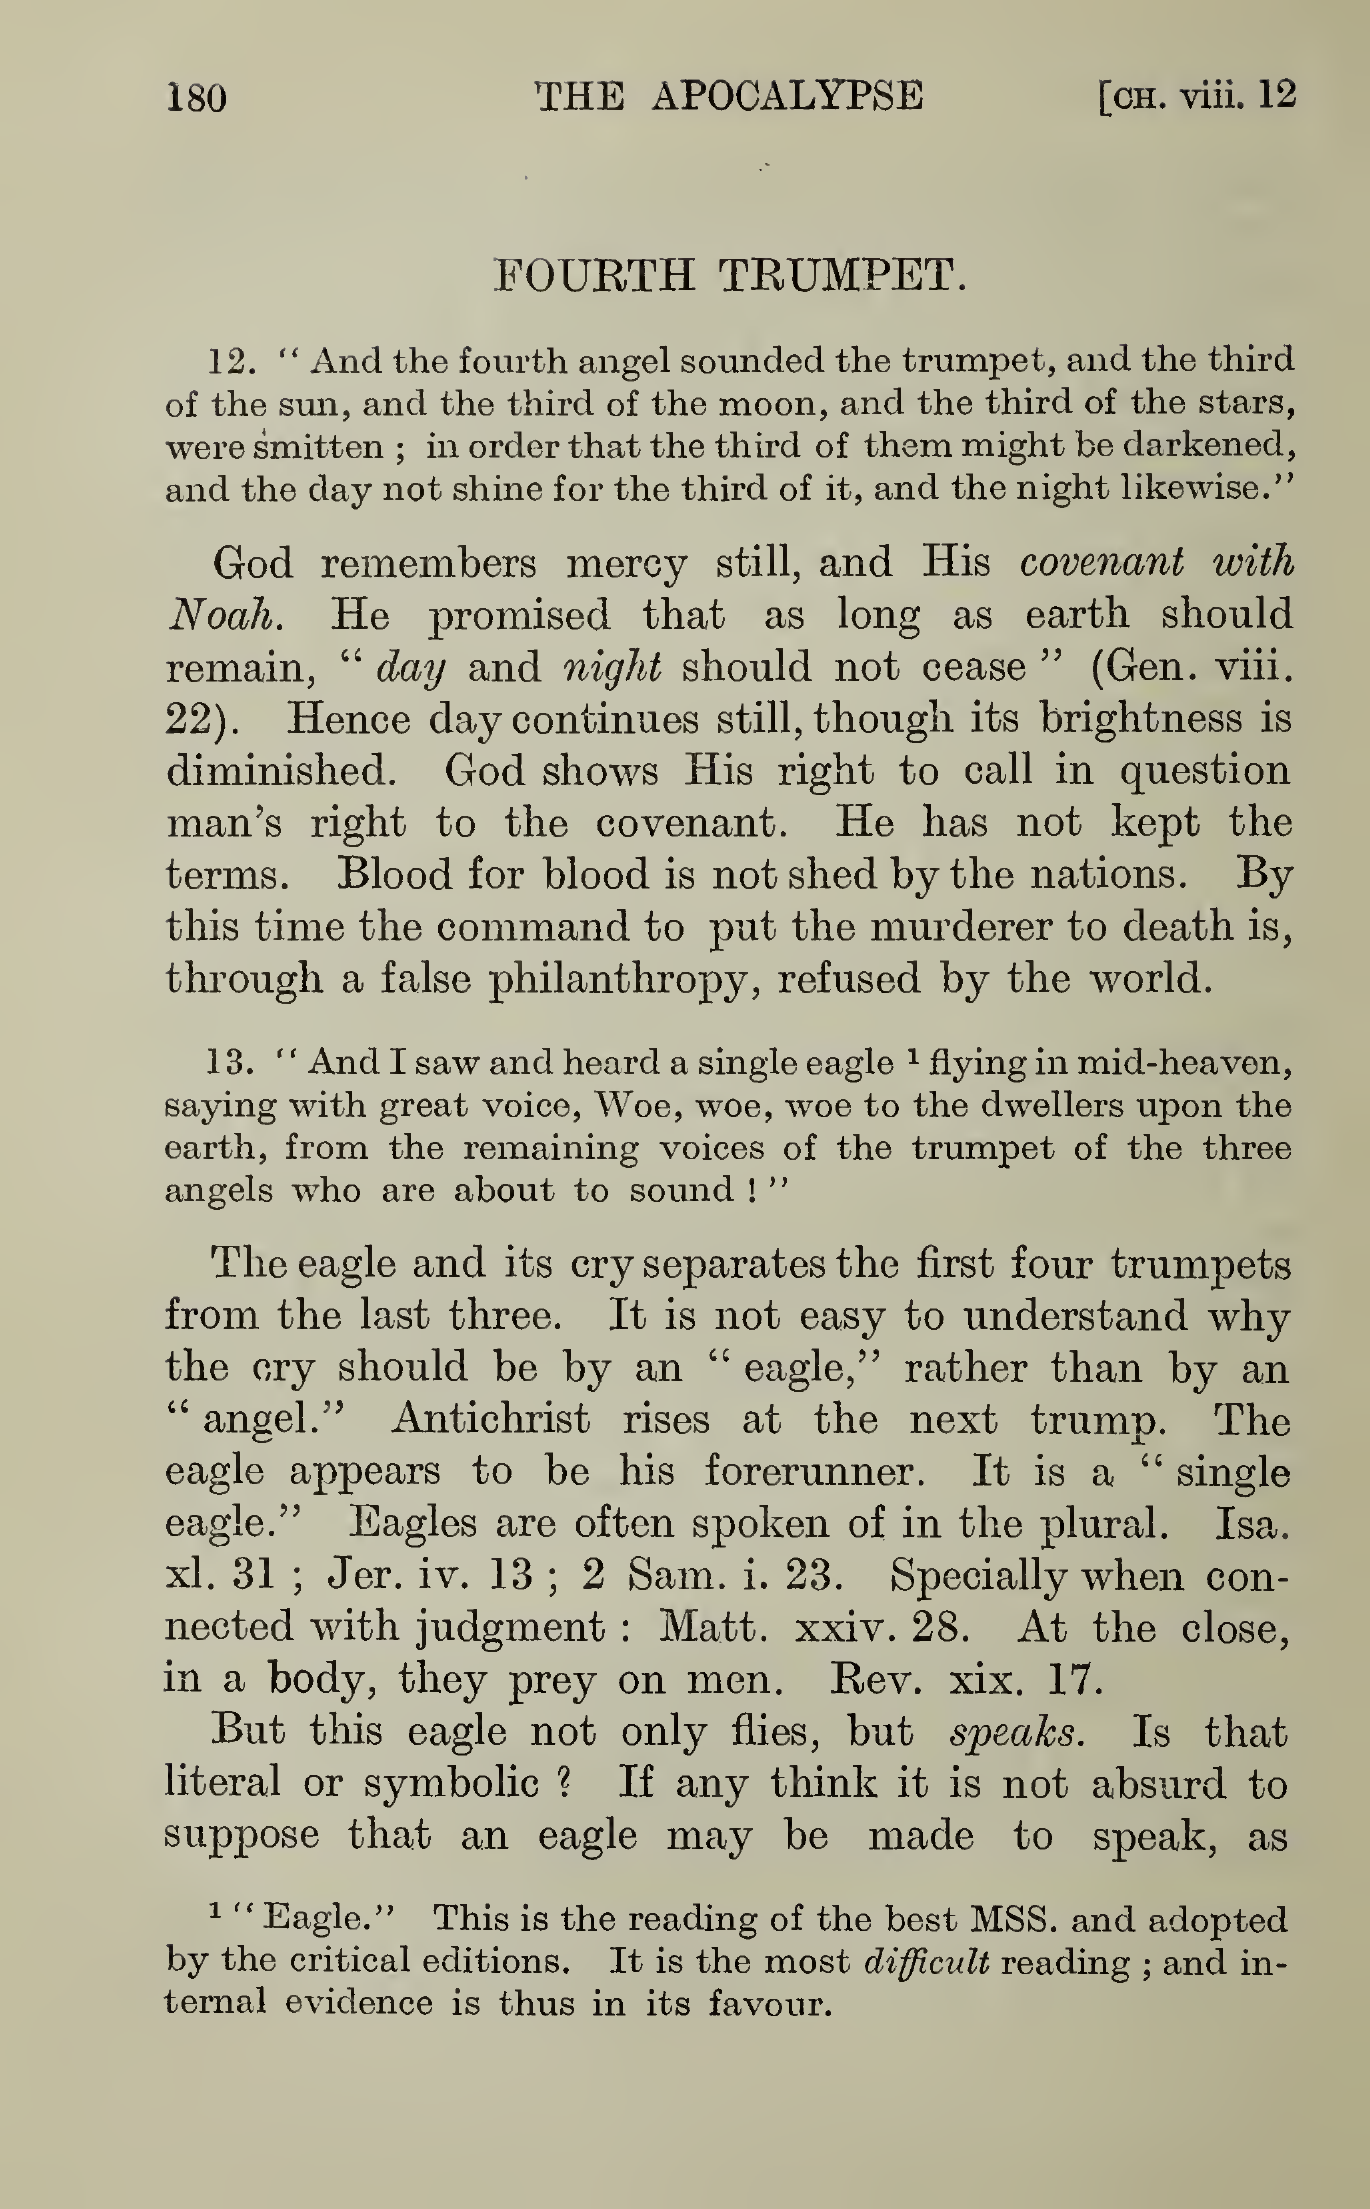 180 THE APOCALYPSE [CH. viii. 12
FOURTH TRUMPET.
12. " And the fourth angel sounded the trumpet, and the third
of the sun, and the third of the moon, and the third of the stars,
were smitten ; in order that the third of them might be darkened,
and the day not shine for the third of it, and the night likewise."
God remembers mercy still, and His covenant with
Noah. He promised that as long as earth should
remain, " day and night should not cease " (Gen. viii.
22). Hence day continues still, though its brightness is
diminished. God shows His right to call in question
man's right to the covenant. He has not kept the
terms. Blood for blood is not shed by the nations. By
this time the command to put the murderer to death is,
through a false philanthropy, refused by the world.
13. " And I saw and heard a single eagle ¹ flying in mid-heaven,
saying with great voice, Woe, woe, woe to the dwellers upon the
earth, from the remaining voices of the trumpet of the three
angels who are about to sound ! "
The eagle and its cry separates the first four trumpets
from the last three. It is not easy to understand why
the cry should be by an " eagle," rather than by an
" angel." Antichrist rises at the next trump. The
eagle appears to be his forerunner. It is a " single
eagle." Eagles are often spoken of in the plural. Isa.
xl. 31 ; Jer. iv. 13 ; 2 Sam. i. 23. Specially when con-
nected with judgment : Matt. xxiv. 28. At the close,
in a body, they prey on men. Rev. xix. 17.
But this eagle not only flies, but speaks. Is that
literal or symbolic ? If any think it is not absurd to
suppose that an eagle may be made to speak, as
¹ " Eagle." This is the reading of the best MSS. and adopted
by the critical editions. It is the most difficult reading ; and in-
ternal evidence is thus in its favour.